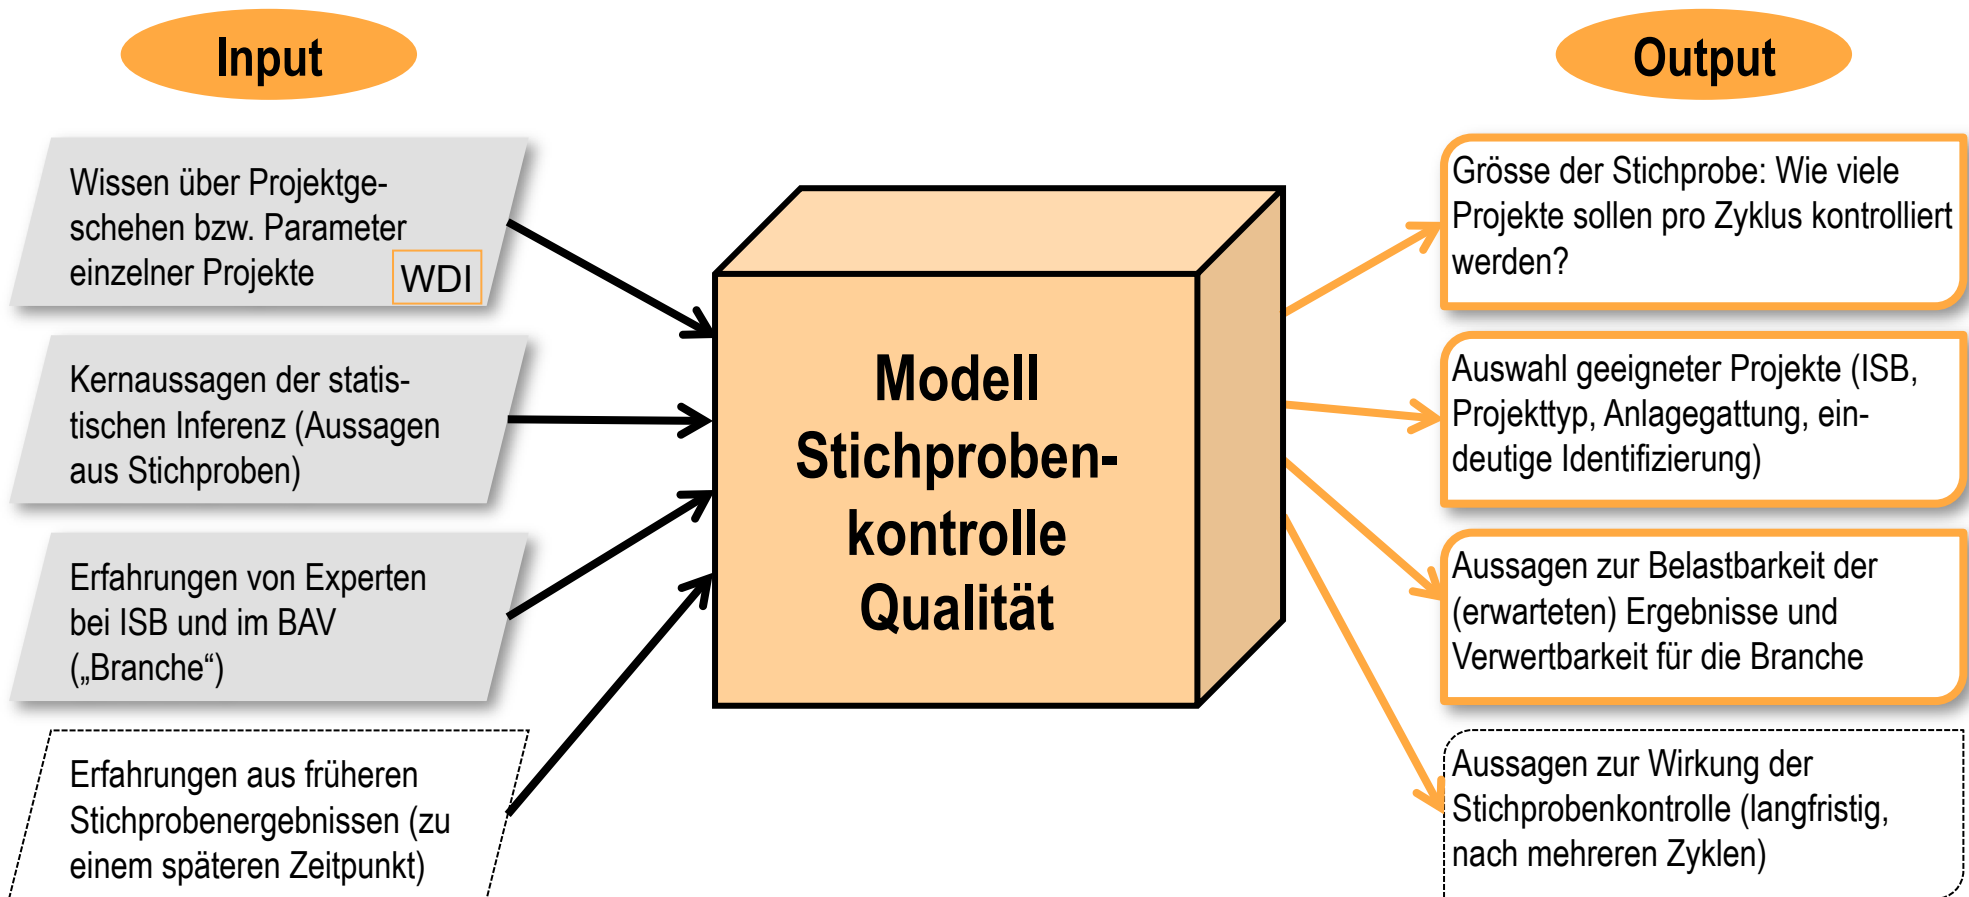 Input
Output
Wissen über Projektge-
schehen bzw. Parameter
einzelner Projekte
WDI
Kernaussagen der statis-
tischen Inferenz (Aussagen
aus Stichproben)
Erfahrungen von Experten
bei ISB und im BAV
(„Branche“)
Erfahrungen aus früheren
Stichprobenergebnissen (zu
einem späteren Zeitpunkt)
Modell
Stichproben-
kontrolle
Qualität
Grösse der Stichprobe: Wie viele
Projekte sollen pro Zyklus kontrolliert
werden?
Auswahl geeigneter Projekte (ISB,
Projekttyp, Anlagegattung, ein-
deutige Identifizierung)
Aussagen zur Belastbarkeit der
(erwarteten) Ergebnisse und
Verwertbarkeit für die Branche
Aussagen zur Wirkung der
Stichprobenkontrolle (langfristig,
nach mehreren Zyklen)